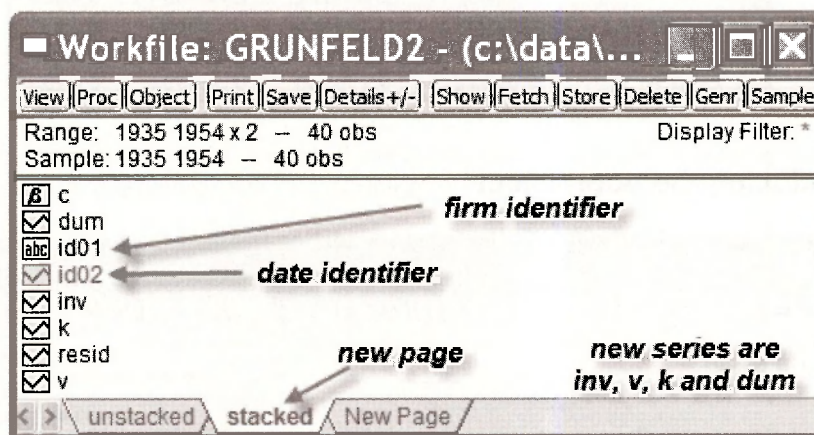 Workfile: GRUNFELD2 - (c:\data\...
View Proc Object Print Save Details+/- Show Fetch Store Delete Genr Sample
Range: 1935 1954 x 2 -- 40 obs Display Filter: *
Sample: 1935 1954 -- 40 obs
β c
dum
firm identifier
abc id01
id02
date identifier
inv
k
resid
new page
new series are
v
inv, v, k and dum
< > unstacked stacked New Page